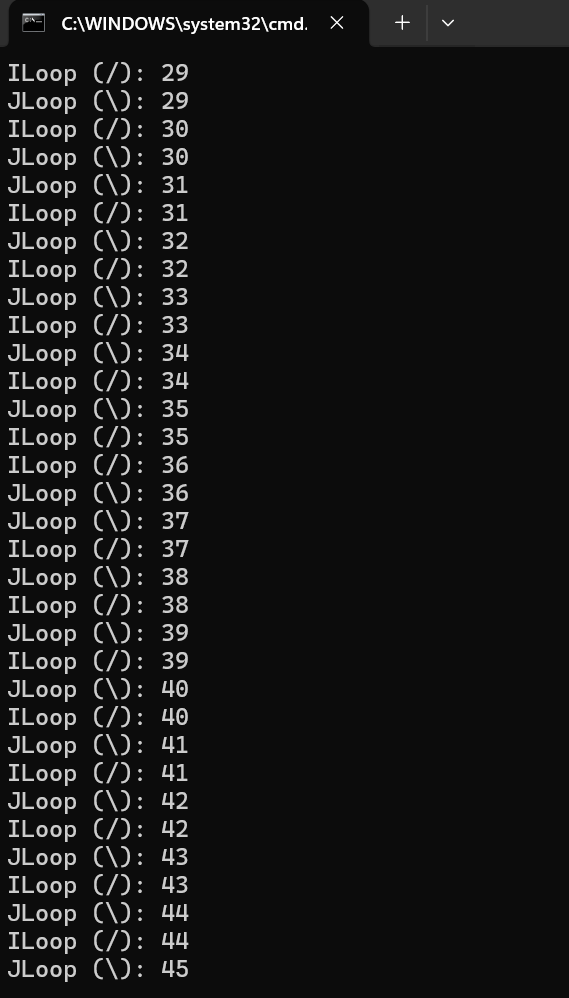 C:\WINDOWS\system32\cmd.
ILoop (/): 29
JLoop (\): 29
ILoop (/): 30
JLoop (\): 30
JLoop (\): 31
ILoop (/): 31
JLoop (\): 32
ILoop (/): 32
JLoop (\): 33
ILoop (/): 33
JLoop (\): 34
ILoop (/): 34
JLoop (\): 35
ILoop (/): 35
ILoop (/): 36
JLoop (\): 36
JLoop (\): 37
ILoop (/): 37
JLoop (\): 38
ILoop (/): 38
JLoop (\): 39
ILoop (/): 39
JLoop (\): 40
ILoop (/): 40
JLoop (\): 41
ILoop (/): 41
JLoop (\): 42
ILoop (/): 42
JLoop (\): 43
ILoop (/): 43
JLoop (\): 44
ILoop (/): 44
JLoop (\): 45